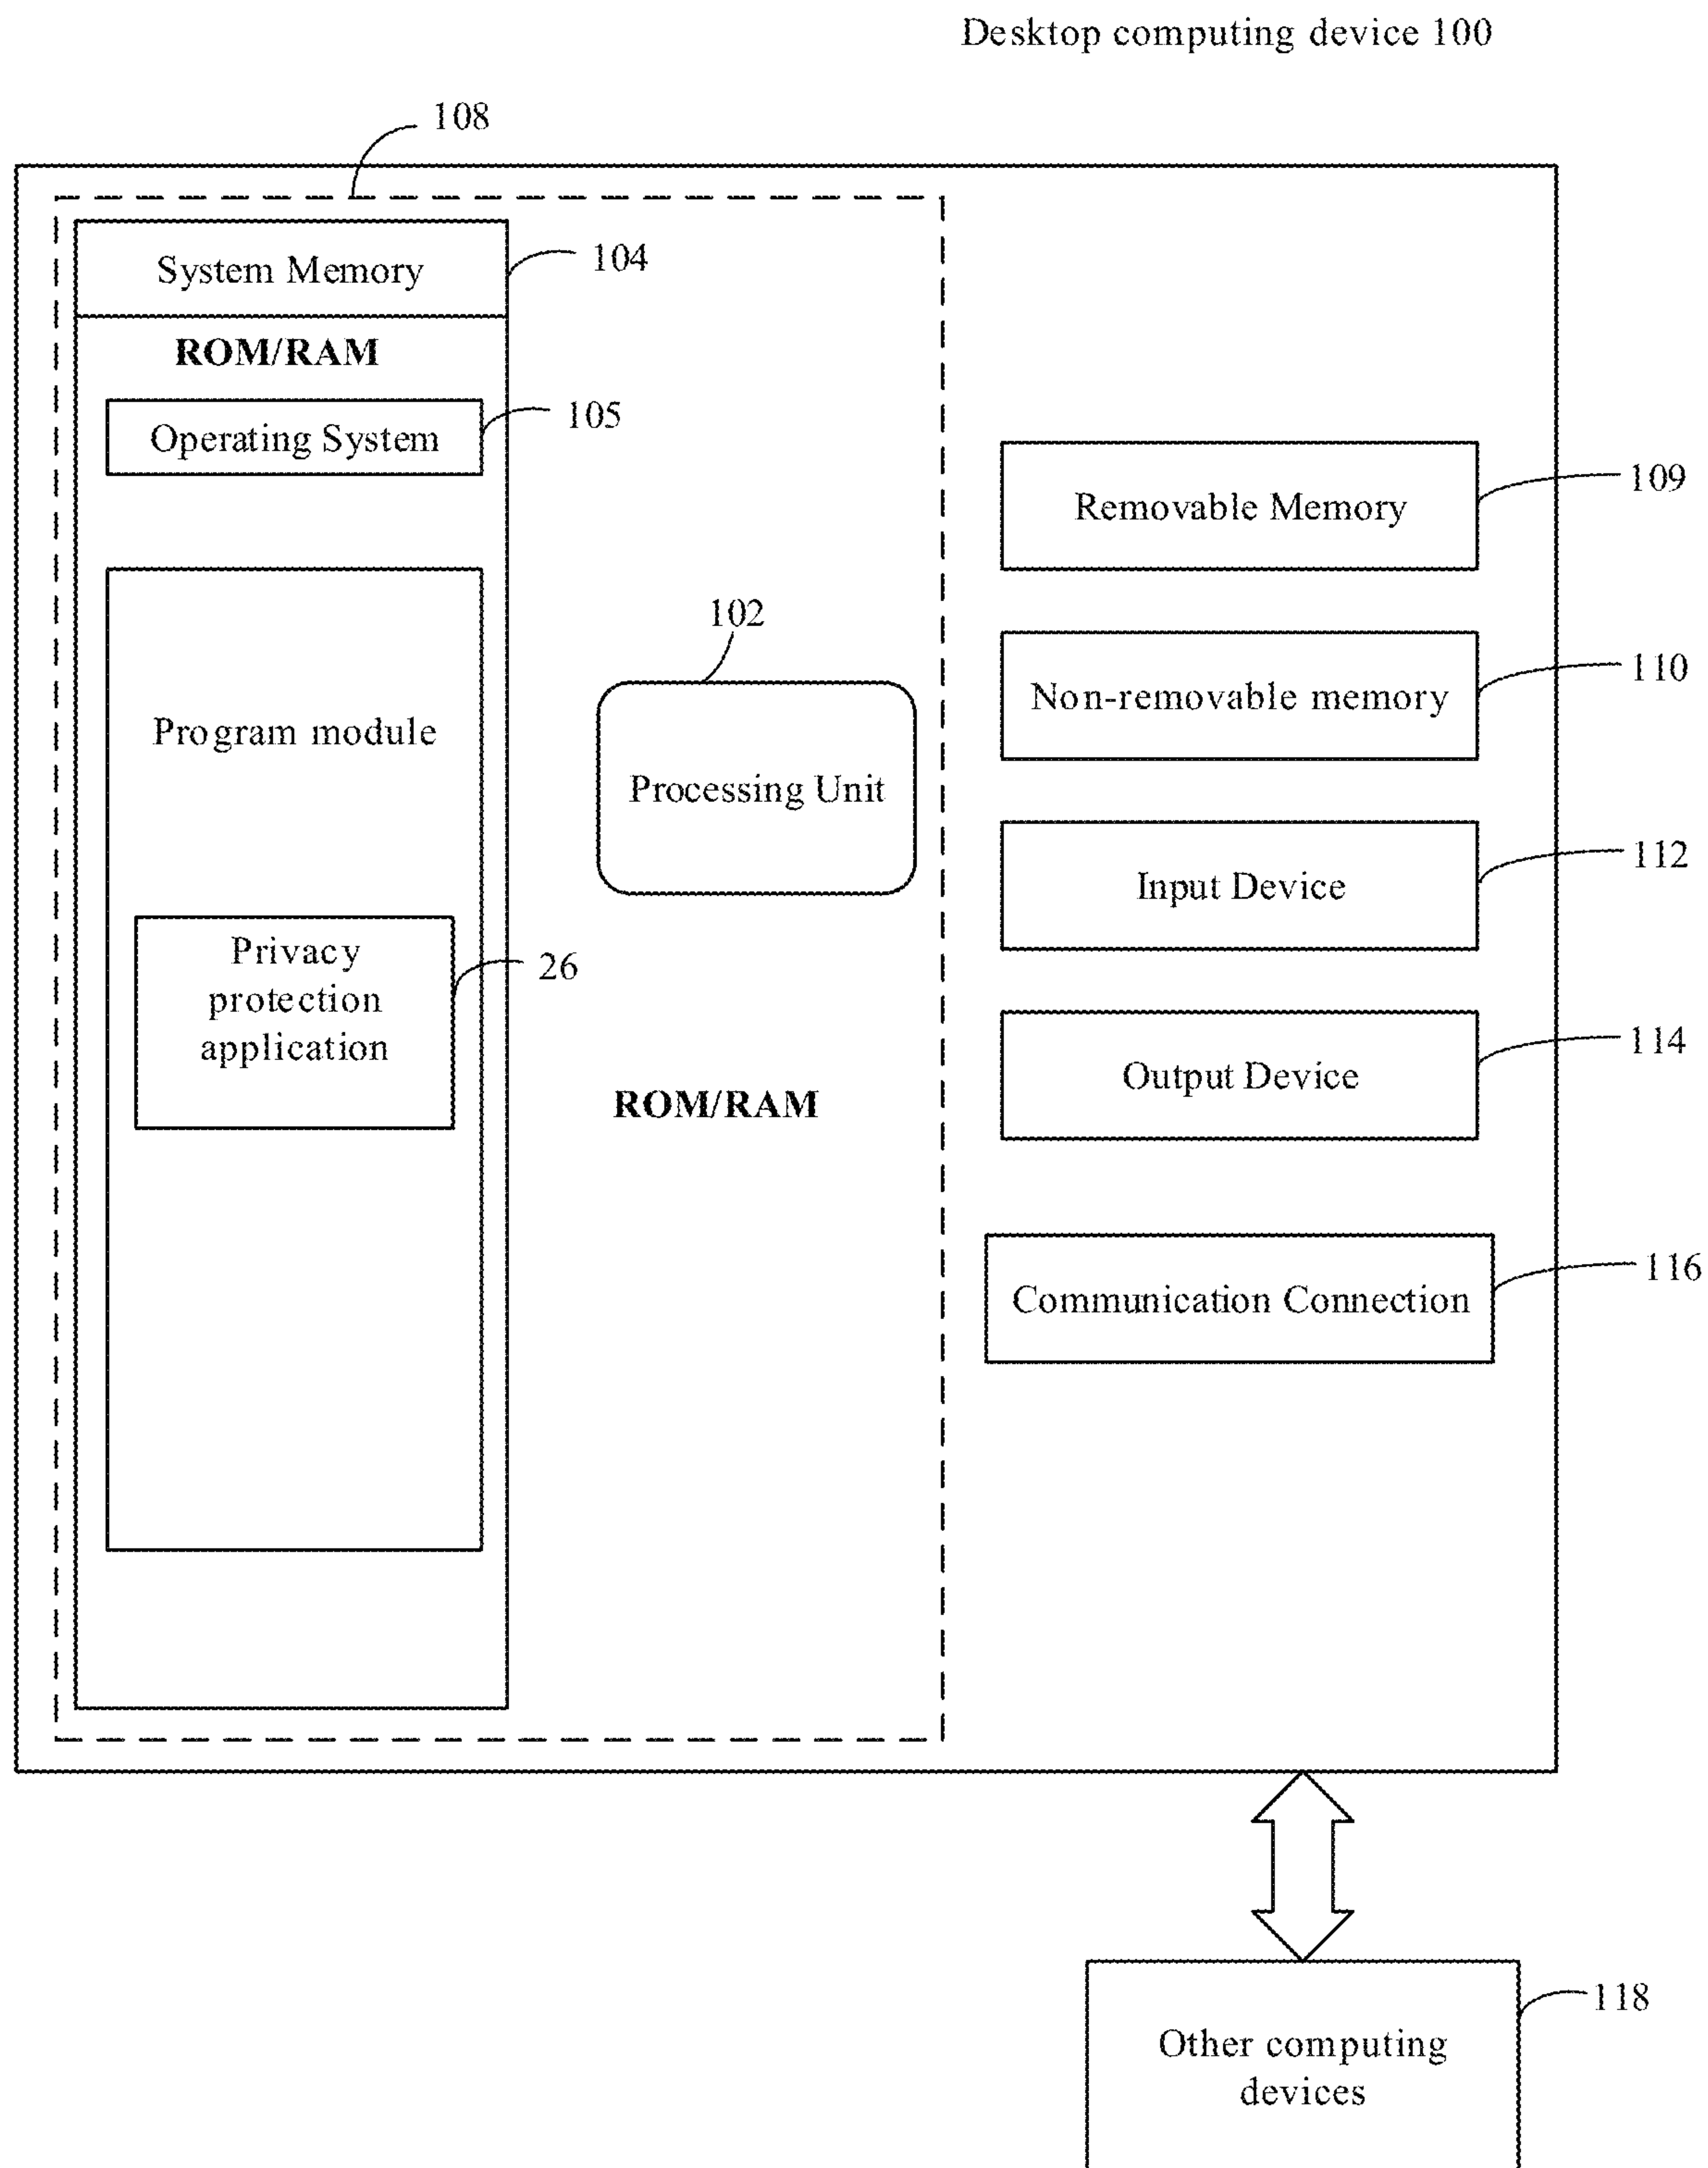 Desktop computing device 100
108
System Memory
104
ROM/RAM
Operating System
105
Program module
Privacy
protection
application
26
102
Processing Unit
ROM/RAM
Removable Memory
109
Non-removable memory
110
Input Device
112
Output Device
114
Communication Connection
116
Other computing
devices
118